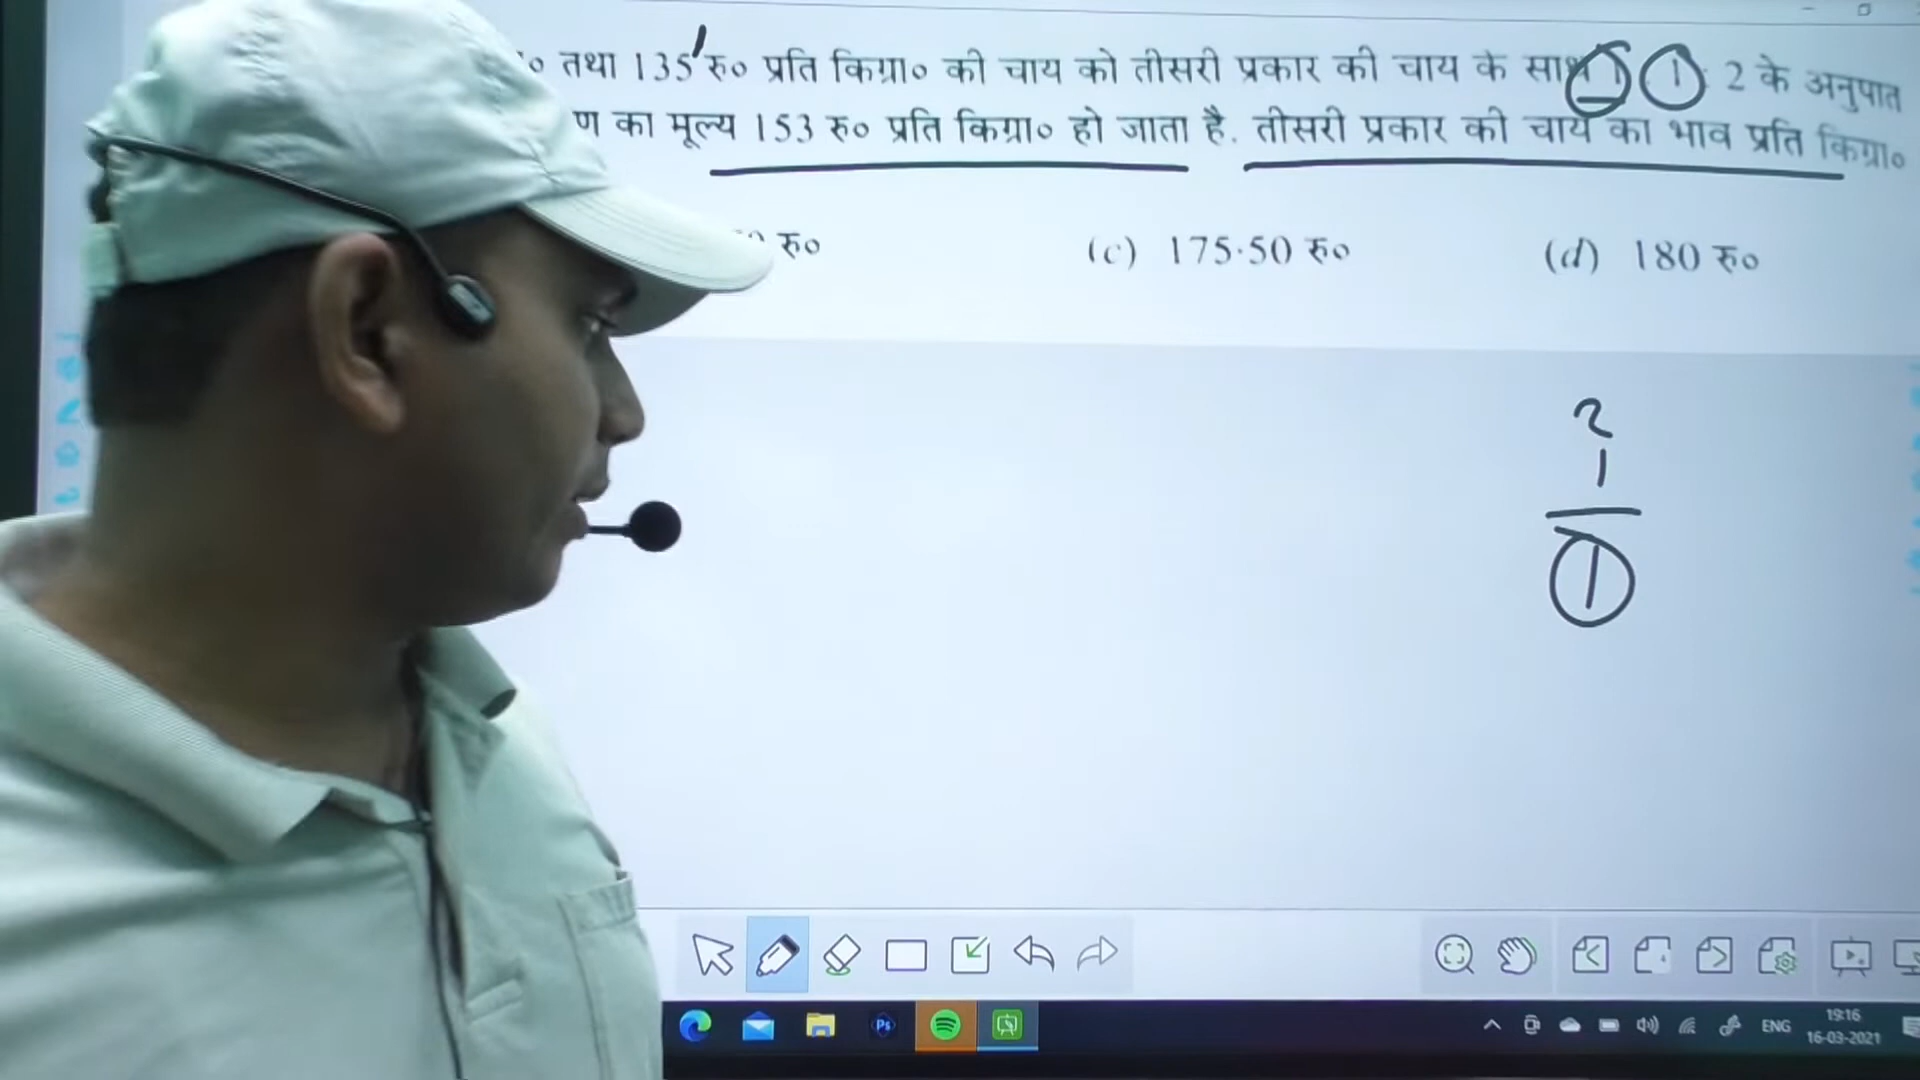 तथा 135 रु० प्रति किग्रा० की चाय को तीसरी प्रकार की चाय के साथ 1 : 1 : 2 के अनुपात
का मूल्य 153 रु० प्रति किग्रा० हो जाता है. तीसरी प्रकार की चाय का भाव प्रति किग्रा०
रु० (c) 175·50 रु० (d) 180 रु०
2
1
1
ENG
19:16
16-03-2021